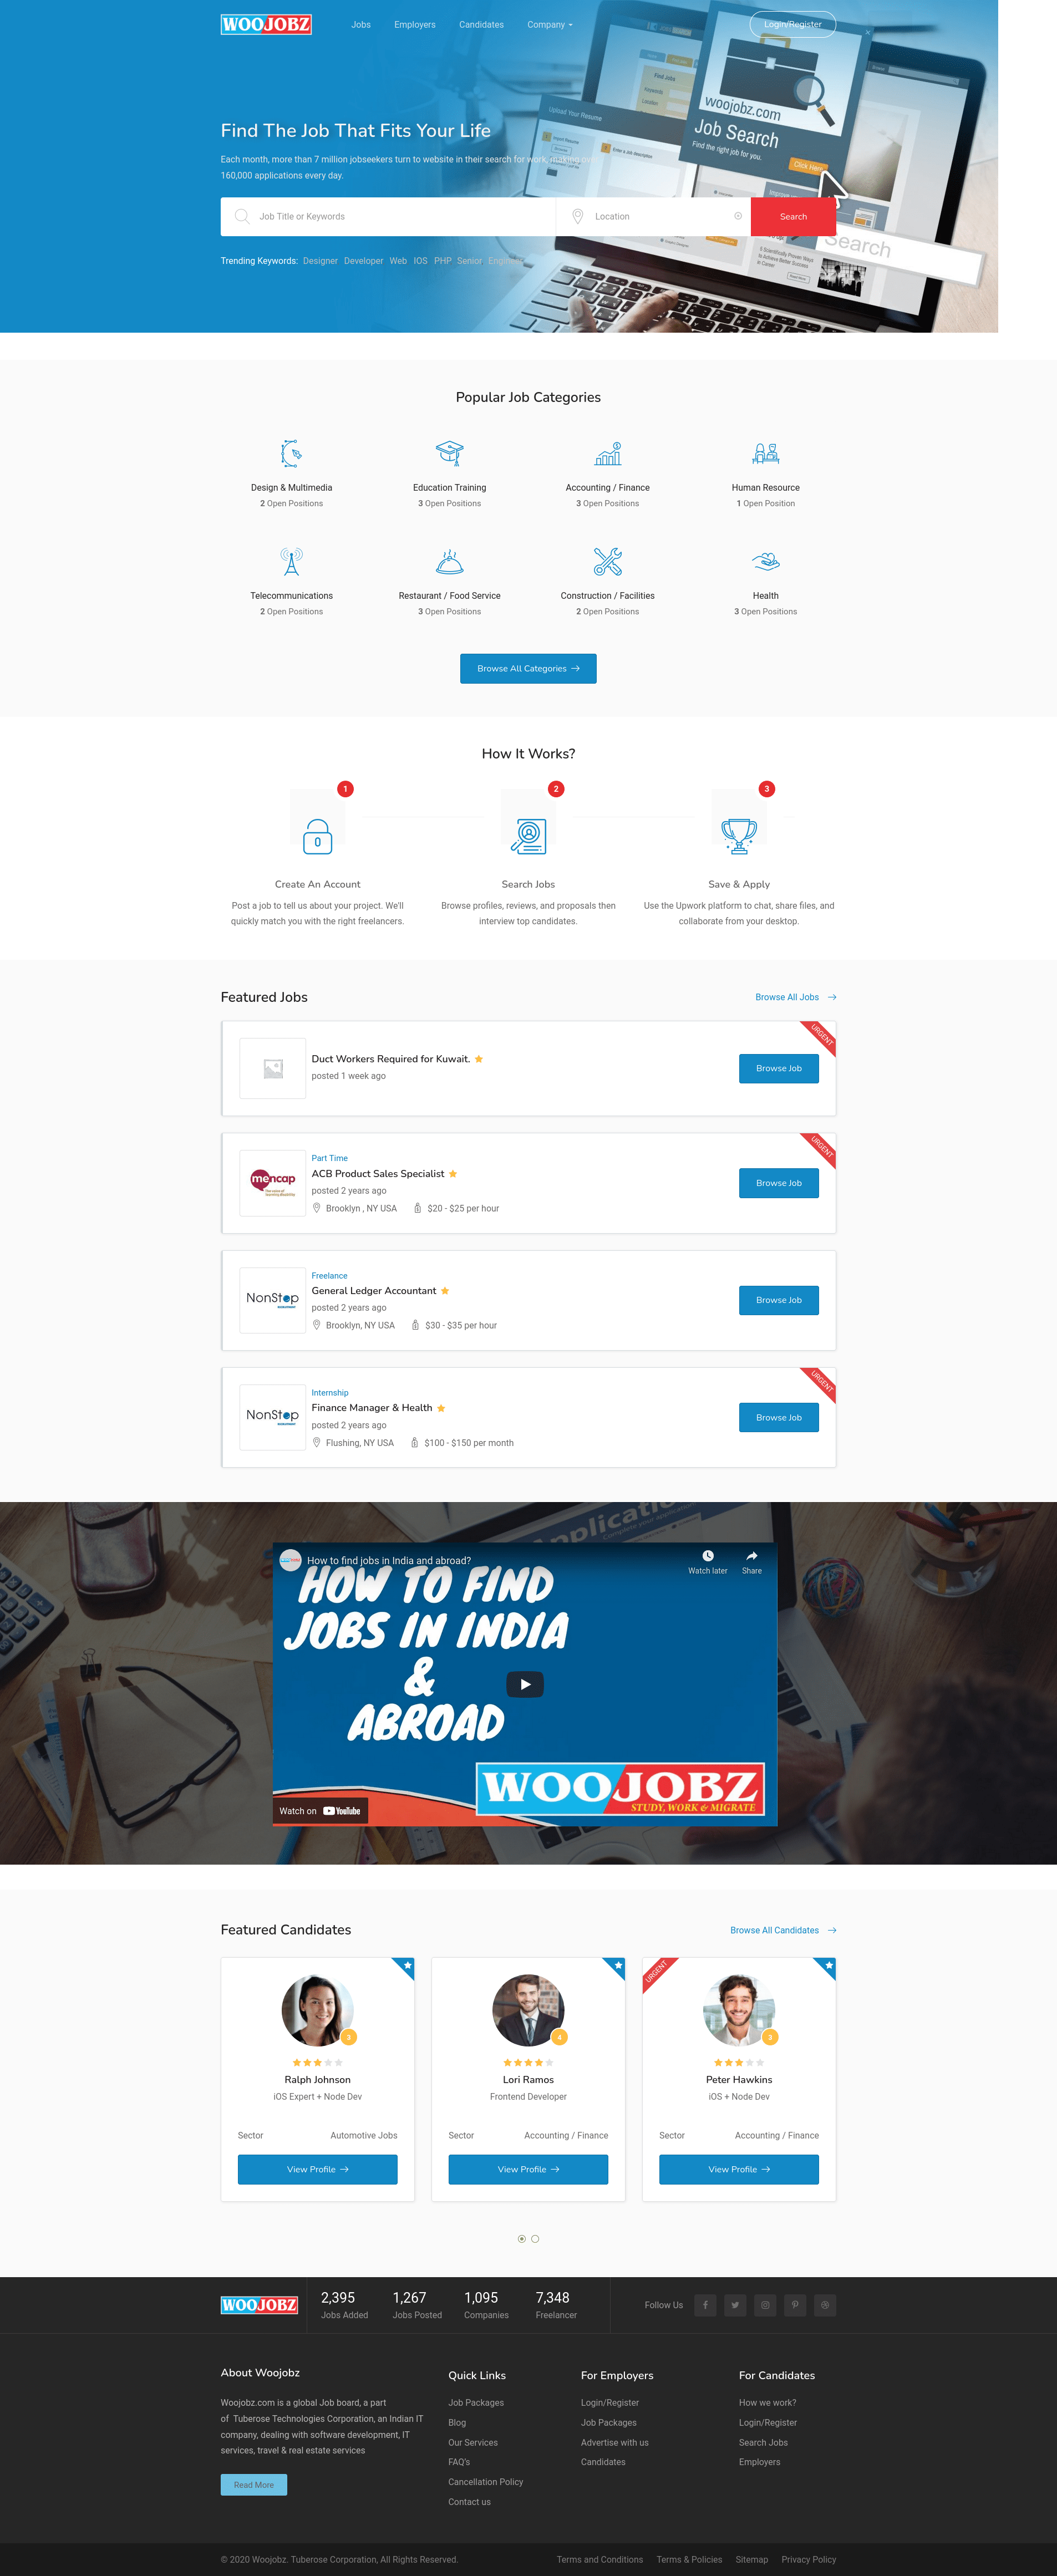 WOOJOBZ
Jobs Employers Candidates Company
Login/Register
Find The Job That Fits Your Life
Each month, more than 7 million jobseekers turn to website in their search for work, making over
160,000 applications every day.
Job Title or Keywords
Location
Search
Trending Keywords: Designer Developer Web IOS PHP Senior Engineer
Upload Your Resume
Find Jobs
Keywords
Location
woojobz.com
Job Search
Find the right job for you.
Click Here
Search
Popular Job Categories
Design & Multimedia
2 Open Positions
Education Training
3 Open Positions
Accounting / Finance
3 Open Positions
Human Resource
1 Open Position
Telecommunications
2 Open Positions
Restaurant / Food Service
3 Open Positions
Construction / Facilities
2 Open Positions
Health
3 Open Positions
Browse All Categories
How It Works?
1
Create An Account
Post a job to tell us about your project. We'll
quickly match you with the right freelancers.
2
Search Jobs
Browse profiles, reviews, and proposals then
interview top candidates.
3
Save & Apply
Use the Upwork platform to chat, share files, and
collaborate from your desktop.
Featured Jobs
Browse All Jobs
URGENT
Duct Workers Required for Kuwait.
posted 1 week ago
Browse Job
URGENT
mencap
Part Time
ACB Product Sales Specialist
posted 2 years ago
Brooklyn , NY USA $20 - $25 per hour
Browse Job
NonStop
Freelance
General Ledger Accountant
posted 2 years ago
Brooklyn, NY USA $30 - $35 per hour
Browse Job
URGENT
NonStop
Internship
Finance Manager & Health
posted 2 years ago
Flushing, NY USA $100 - $150 per month
Browse Job
How to find jobs in India and abroad?
Watch later
Share
HOW TO FIND
JOBS IN INDIA
&
ABROAD
WOOJOBZ
STUDY, WORK & MIGRATE
Watch on YouTube
Featured Candidates
Browse All Candidates
3
Ralph Johnson
iOS Expert + Node Dev
Sector Automotive Jobs
View Profile
4
Lori Ramos
Frontend Developer
Sector Accounting / Finance
View Profile
URGENT
3
Peter Hawkins
iOS + Node Dev
Sector Accounting / Finance
View Profile
WOOJOBZ
2,395
Jobs Added
1,267
Jobs Posted
1,095
Companies
7,348
Freelancer
Follow Us
About Woojobz
Woojobz.com is a global Job board, a part
of Tuberose Technologies Corporation, an Indian IT
company, dealing with software development, IT
services, travel & real estate services
Read More
Quick Links
Job Packages
Blog
Our Services
FAQ's
Cancellation Policy
Contact us
For Employers
Login/Register
Job Packages
Advertise with us
Candidates
For Candidates
How we work?
Login/Register
Search Jobs
Employers
© 2020 Woojobz. Tuberose Corporation, All Rights Reserved.
Terms and Conditions Terms & Policies Sitemap Privacy Policy